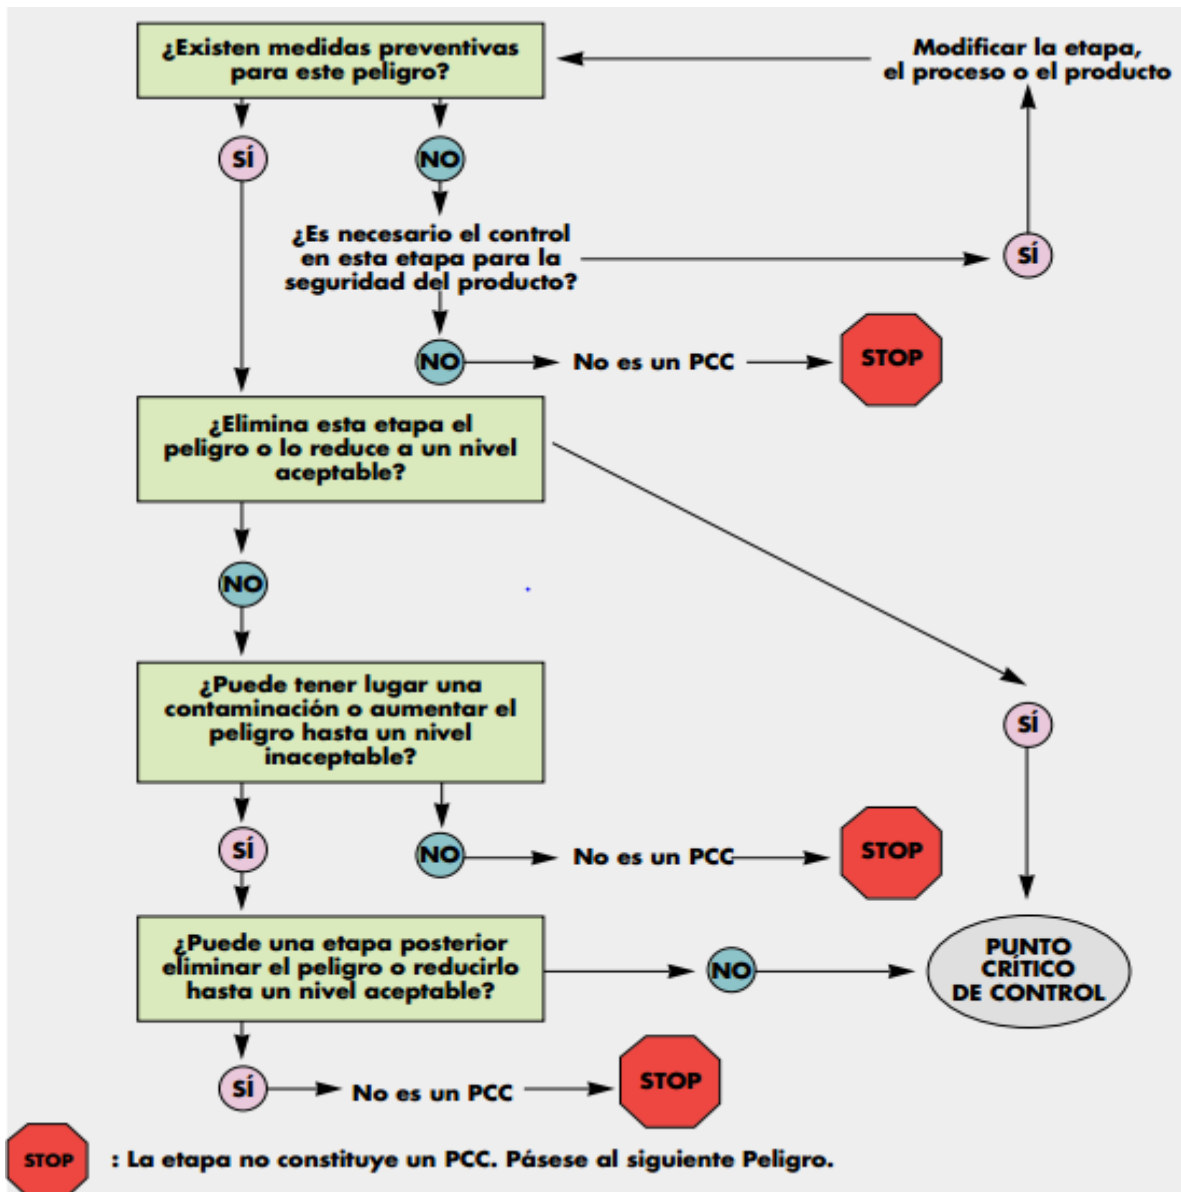 ¿Existen medidas preventivas
para este peligro?
Modificar la etapa,
el proceso o el producto
SÍ
NO
¿Es necesario el control
en esta etapa para la
seguridad del producto?
SÍ
NO
No es un PCC
STOP
¿Elimina esta etapa el
peligro o lo reduce a un nivel
aceptable?
NO
SÍ
¿Puede tener lugar una
contaminación o aumentar el
peligro hasta un nivel
inaceptable?
SÍ
NO
No es un PCC
STOP
¿Puede una etapa posterior
eliminar el peligro o reducirlo
hasta un nivel aceptable?
NO
PUNTO
CRÍTICO
DE CONTROL
SÍ
No es un PCC
STOP
STOP
: La etapa no constituye un PCC. Pásese al siguiente Peligro.